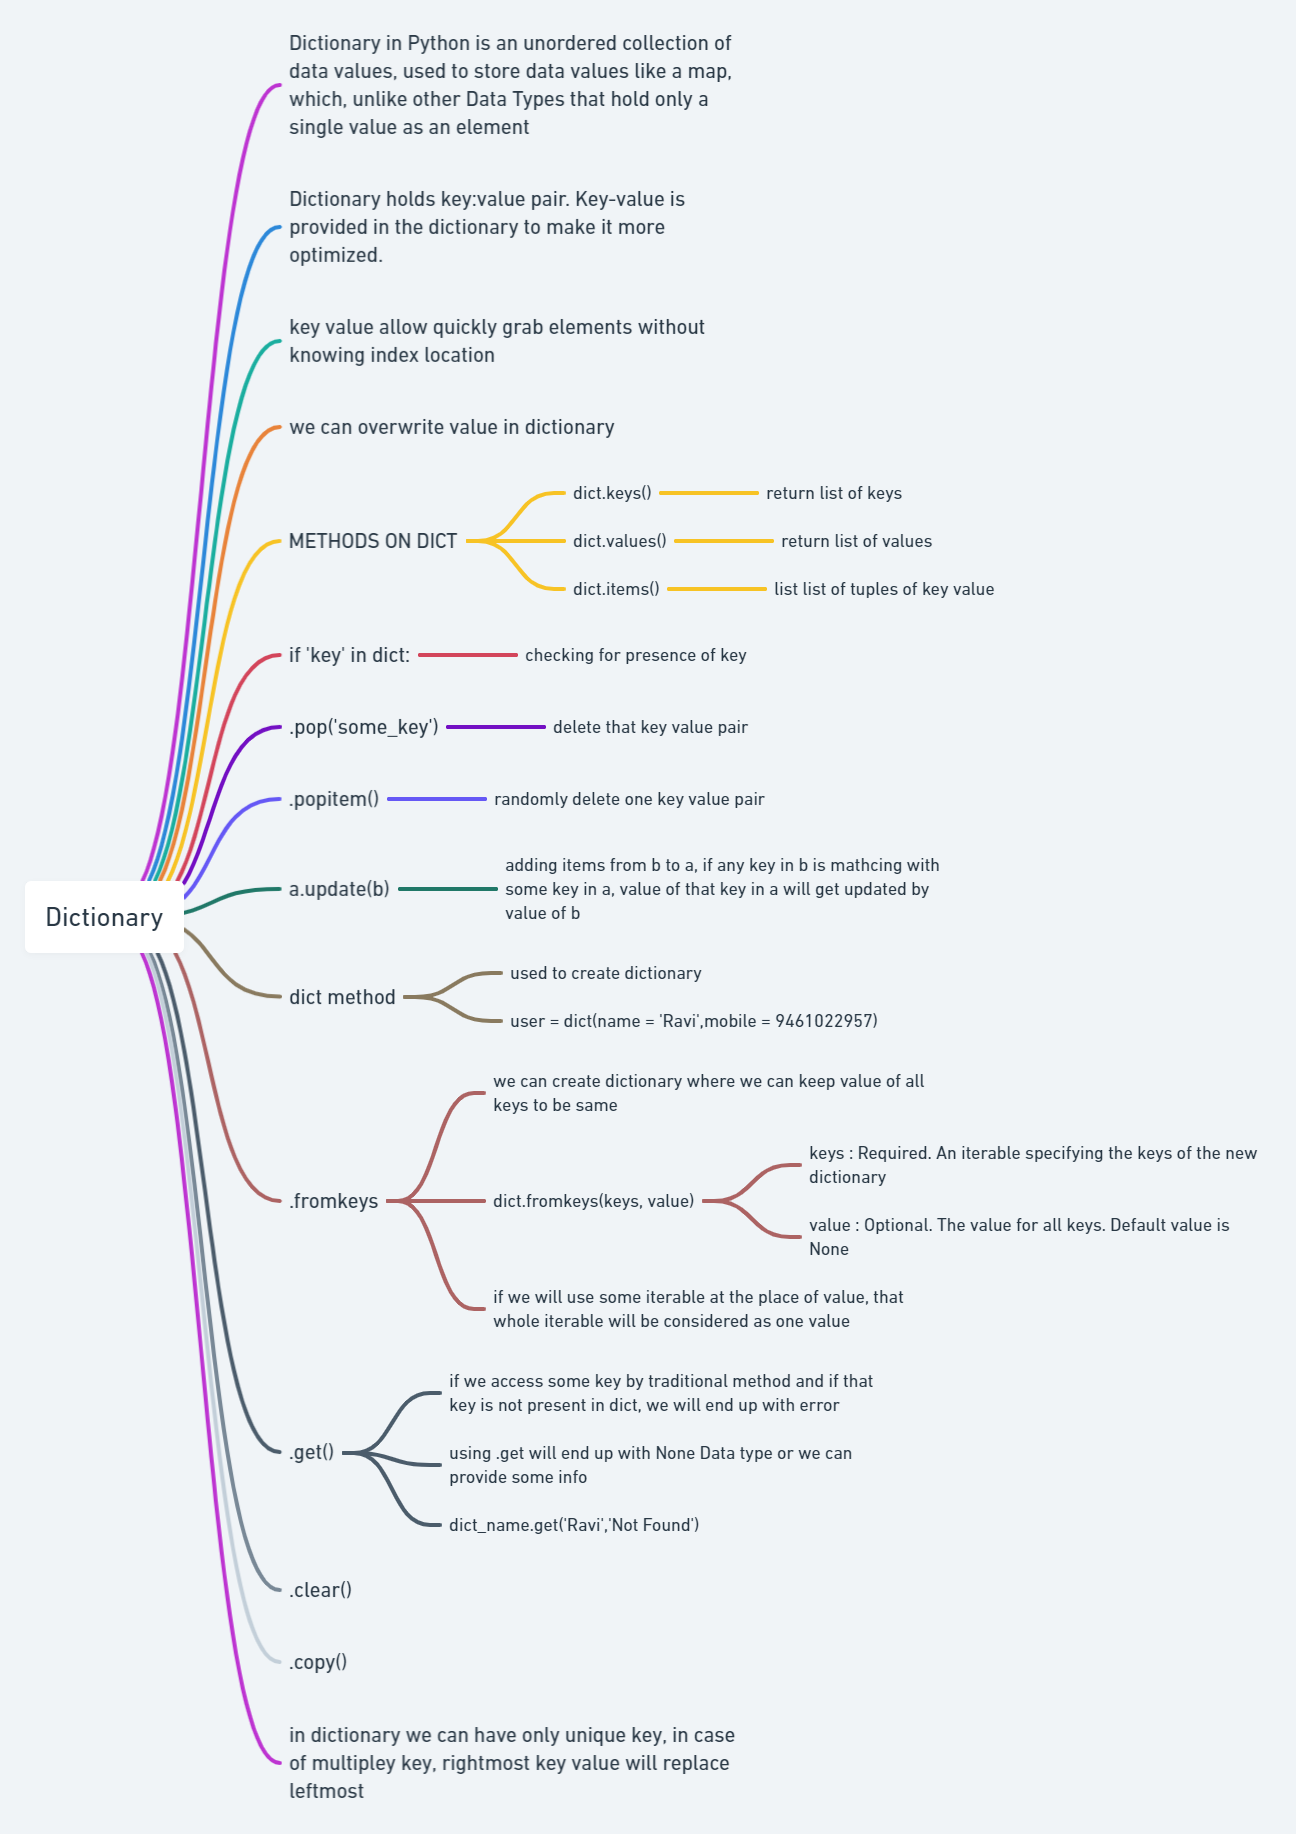 Dictionary in Python is an unordered collection of
data values, used to store data values like a map,
which, unlike other Data Types that hold only a
single value as an element
Dictionary holds key:value pair. Key-value is
provided in the dictionary to make it more
optimized.
key value allow quickly grab elements without
knowing index location
we can overwrite value in dictionary
METHODS ON DICT
dict.keys()
return list of keys
dict.values()
return list of values
dict.items()
list list of tuples of key value
if 'key' in dict:
checking for presence of key
.pop('some_key')
delete that key value pair
.popitem()
randomly delete one key value pair
Dictionary
a.update(b)
adding items from b to a, if any key in b is mathcing with
some key in a, value of that key in a will get updated by
value of b
dict method
used to create dictionary
user = dict(name = 'Ravi',mobile = 9461022957)
.fromkeys
we can create dictionary where we can keep value of all
keys to be same
dict.fromkeys(keys, value)
keys : Required. An iterable specifying the keys of the new
dictionary
value : Optional. The value for all keys. Default value is
None
if we will use some iterable at the place of value, that
whole iterable will be considered as one value
.get()
if we access some key by traditional method and if that
key is not present in dict, we will end up with error
using .get will end up with None Data type or we can
provide some info
dict_name.get('Ravi','Not Found')
.clear()
.copy()
in dictionary we can have only unique key, in case
of multipley key, rightmost key value will replace
leftmost